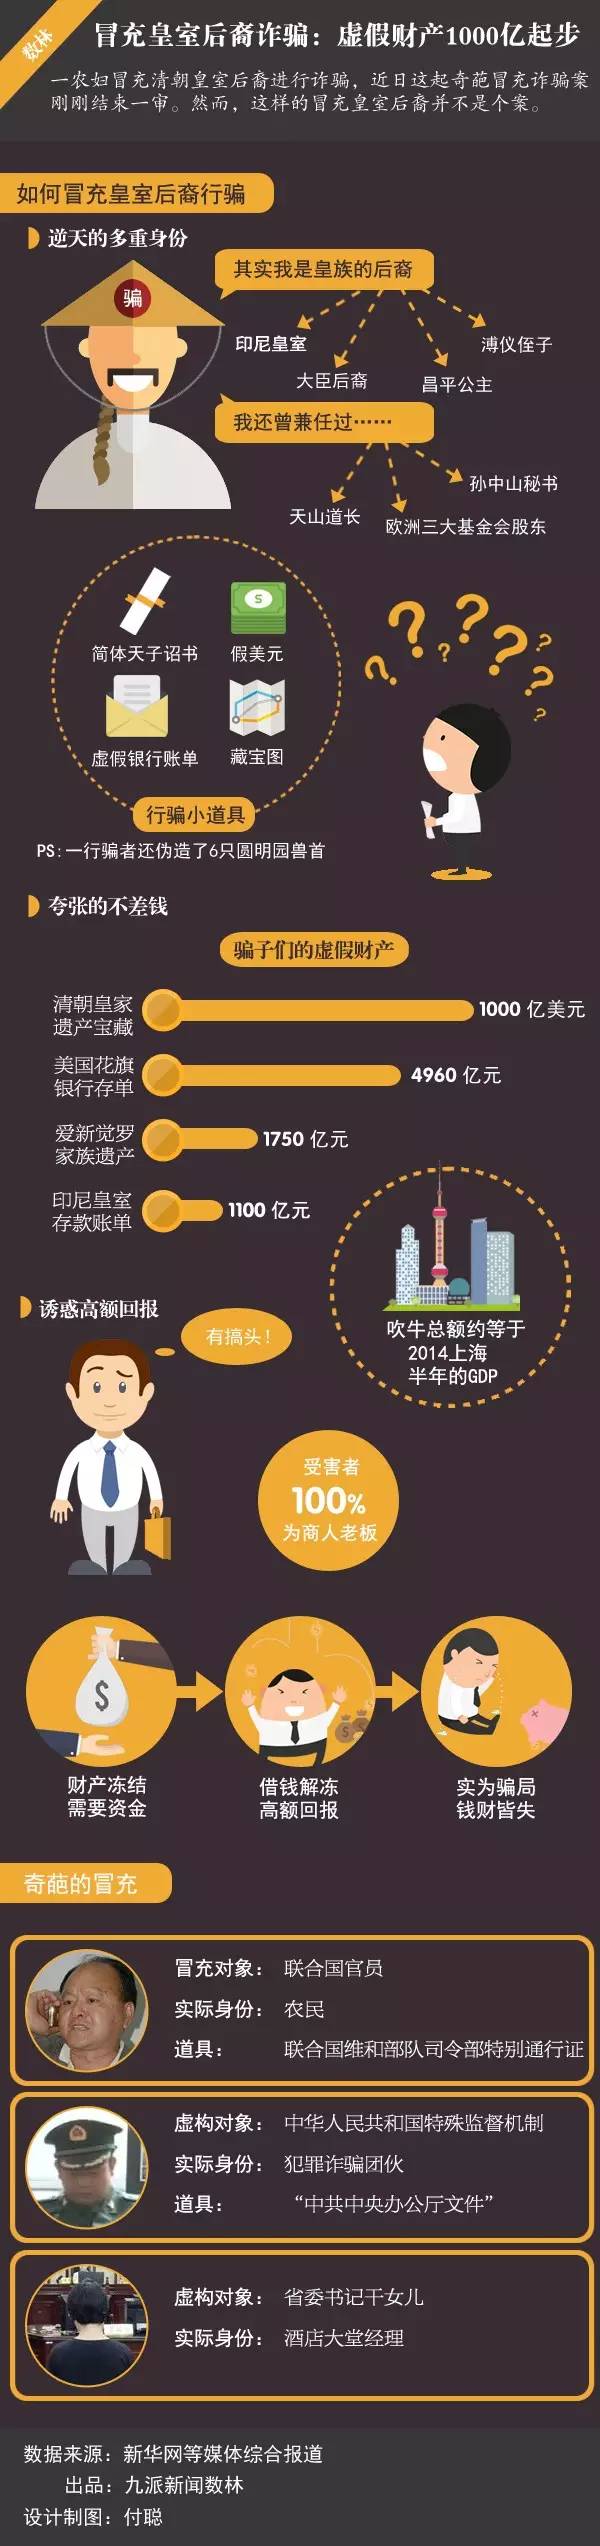 数林
冒充皇室后裔诈骗：虚假财产1000亿起步
一农妇冒充清朝皇室后裔进行诈骗，近日这起奇葩冒充诈骗案
刚刚结束一审。然而，这样的冒充皇室后裔并不是个案。
如何冒充皇室后裔行骗
逆天的多重身份
骗
其实我是皇族的后裔
印尼皇室
大臣后裔
昌平公主
溥仪侄子
我还曾兼任过……
天山道长
欧洲三大基金会股东
孙中山秘书
简体天子诏书
S
假美元
虚假银行账单
藏宝图
行骗小道具
PS:一行骗者还伪造了6只圆明园兽首
夸张的不差钱
骗子们的虚假财产
清朝皇家
遗产宝藏
1000 亿美元
美国花旗
银行存单
4960 亿元
爱新觉罗
家族遗产
1750 亿元
印尼皇室
存款账单
1100 亿元
吹牛总额约等于
2014上海
半年的GDP
诱惑高额回报
有搞头！
受害者
100%
为商人老板
$
财产冻结
需要资金
借钱解冻
高额回报
实为骗局
钱财皆失
奇葩的冒充
冒充对象： 联合国官员
实际身份： 农民
道具： 联合国维和部队司令部特别通行证
虚构对象： 中华人民共和国特殊监督机制
实际身份： 犯罪诈骗团伙
道具： “中共中央办公厅文件”
虚构对象： 省委书记干女儿
实际身份： 酒店大堂经理
数据来源：新华网等媒体综合报道
出品：九派新闻数林
设计制图：付聪